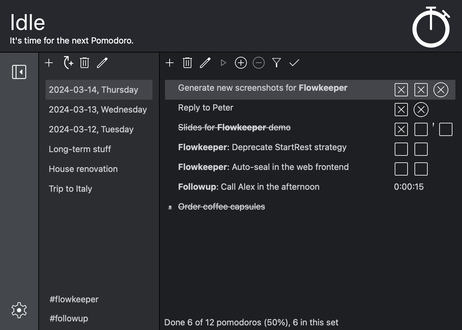 Idle
It's time for the next Pomodoro.
2024-03-14, Thursday
2024-03-13, Wednesday
2024-03-12, Tuesday
Long-term stuff
House renovation
Trip to Italy
#flowkeeper
#followup
Generate new screenshots for Flowkeeper
Reply to Peter
Slides for Flowkeeper demo
Flowkeeper: Deprecate StartRest strategy
Flowkeeper: Auto-seal in the web frontend
Followup: Call Alex in the afternoon 0:00:15
Order coffee capsules
Done 6 of 12 pomodoros (50%), 6 in this set